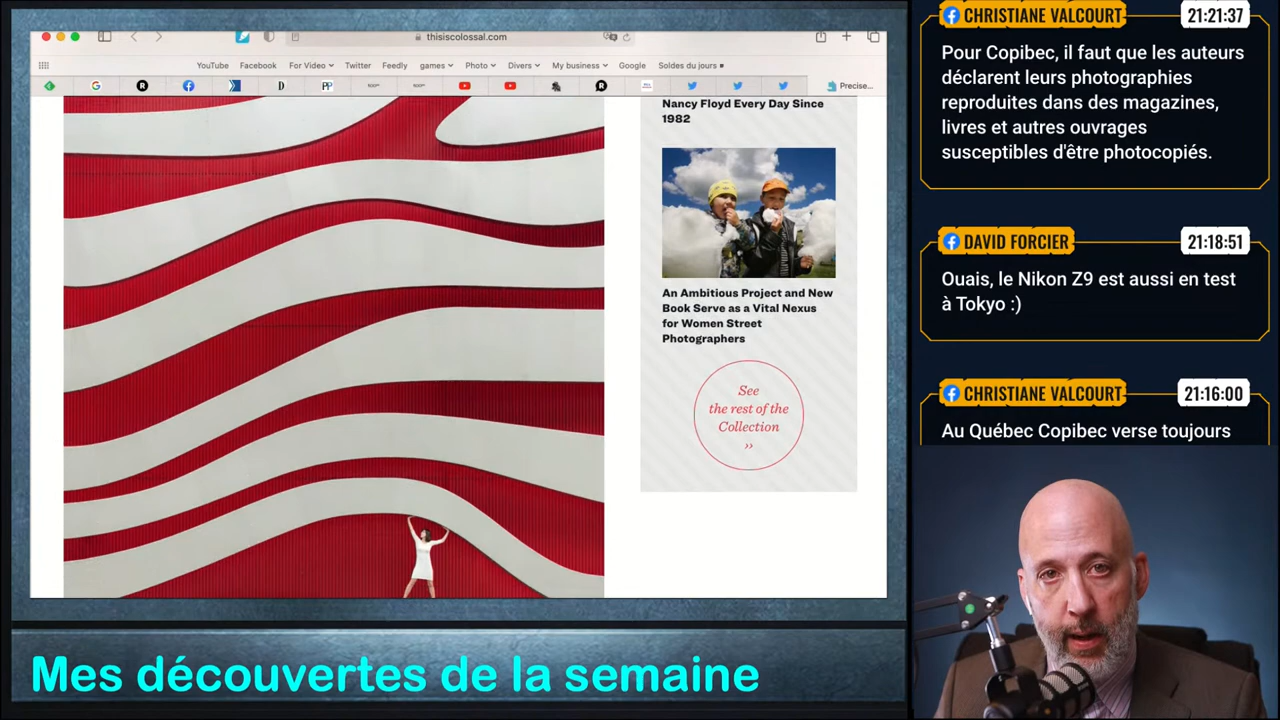 thisiscolossal.com
YouTube Facebook For Video Twitter Feedly games Photo Divers My business Google Soldes du jours
Precise...
Nancy Floyd Every Day Since
1982
An Ambitious Project and New
Book Serve as a Vital Nexus
for Women Street
Photographers
See
the rest of the
Collection
››
CHRISTIANE VALCOURT 21:21:37
Pour Copibec, il faut que les auteurs
déclarent leurs photographies
reproduites dans des magazines,
livres et autres ouvrages
susceptibles d'être photocopiés.
DAVID FORCIER 21:18:51
Ouais, le Nikon Z9 est aussi en test
à Tokyo :)
CHRISTIANE VALCOURT 21:16:00
Au Québec Copibec verse toujours
Mes découvertes de la semaine